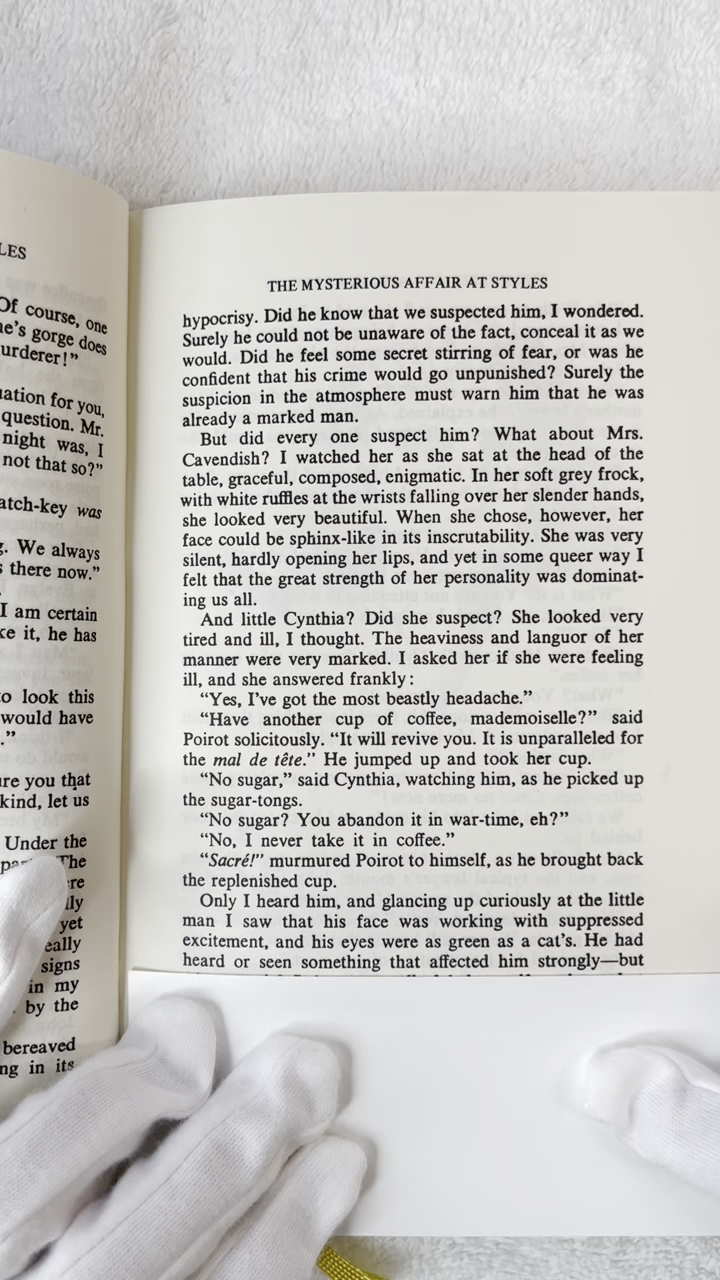 LES
Of course, one
he's gorge does
urderer!"
uation for you,
question. Mr.
night was, I
not that so?"
atch-key was
g. We always
s there now."
I am certain
ke it, he has
to look this
would have
."
ure you that
kind, let us
Under the
The
ere
lly
yet
eally
signs
in my
by the
bereaved
ng in its
THE MYSTERIOUS AFFAIR AT STYLES
hypocrisy. Did he know that we suspected him, I wondered.
Surely he could not be unaware of the fact, conceal it as we
would. Did he feel some secret stirring of fear, or was he
confident that his crime would go unpunished? Surely the
suspicion in the atmosphere must warn him that he was
already a marked man.
But did every one suspect him? What about Mrs.
Cavendish? I watched her as she sat at the head of the
table, graceful, composed, enigmatic. In her soft grey frock,
with white ruffles at the wrists falling over her slender hands,
she looked very beautiful. When she chose, however, her
face could be sphinx-like in its inscrutability. She was very
silent, hardly opening her lips, and yet in some queer way I
felt that the great strength of her personality was dominat-
ing us all.
And little Cynthia? Did she suspect? She looked very
tired and ill, I thought. The heaviness and languor of her
manner were very marked. I asked her if she were feeling
ill, and she answered frankly:
"Yes, I've got the most beastly headache."
"Have another cup of coffee, mademoiselle?" said
Poirot solicitously. "It will revive you. It is unparalleled for
the mal de tête." He jumped up and took her cup.
"No sugar," said Cynthia, watching him, as he picked up
the sugar-tongs.
"No sugar? You abandon it in war-time, eh?"
"No, I never take it in coffee."
"Sacré!" murmured Poirot to himself, as he brought back
the replenished cup.
Only I heard him, and glancing up curiously at the little
man I saw that his face was working with suppressed
excitement, and his eyes were as green as a cat's. He had
heard or seen something that affected him strongly—but